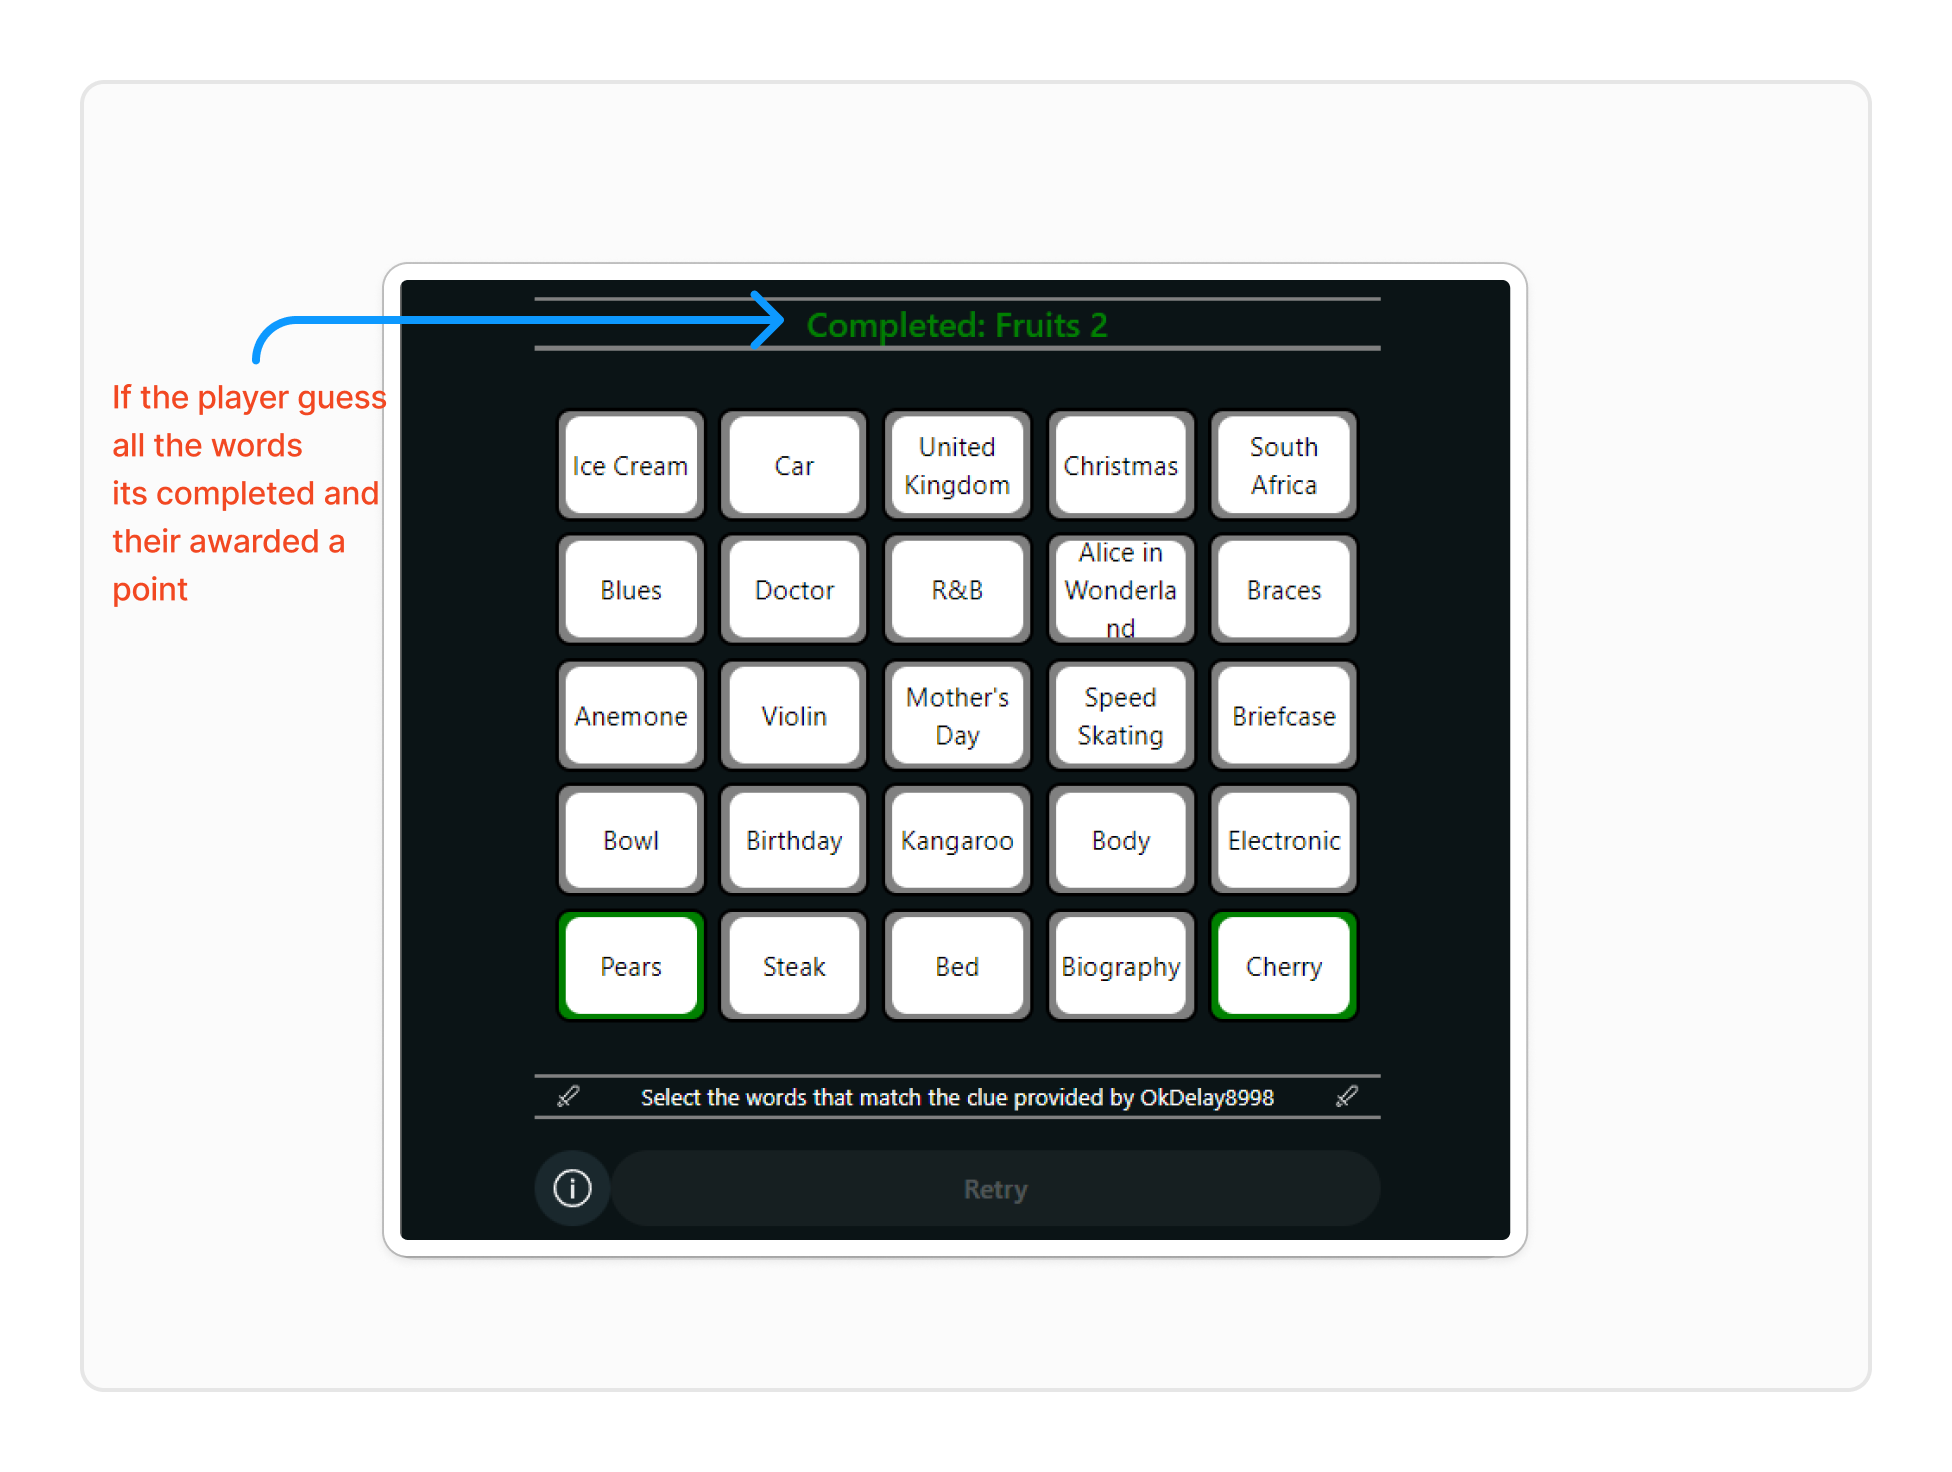 Completed: Fruits 2
If the player guess
all the words
its completed and
their awarded a
point
Ice Cream
Car
United
Kingdom
Christmas
South
Africa
Blues
Doctor
R&B
Alice in
Wonderla
nd
Braces
Anemone
Violin
Mother's
Day
Speed
Skating
Briefcase
Bowl
Birthday
Kangaroo
Body
Electronic
Pears
Steak
Bed
Biography
Cherry
Select the words that match the clue provided by OkDelay8998
Retry